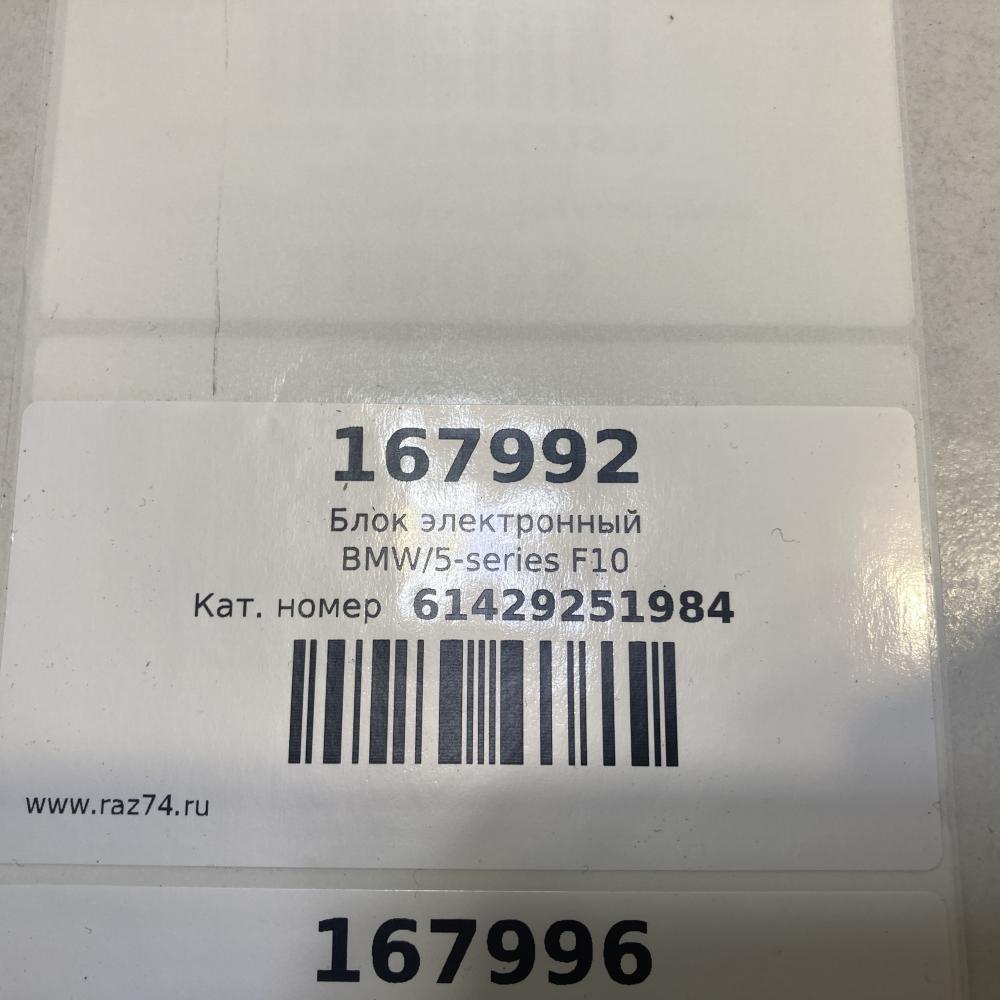 167992
Блок электронный
BMW/5-series F10
Кат. номер 61429251984
www.raz74.ru
167996